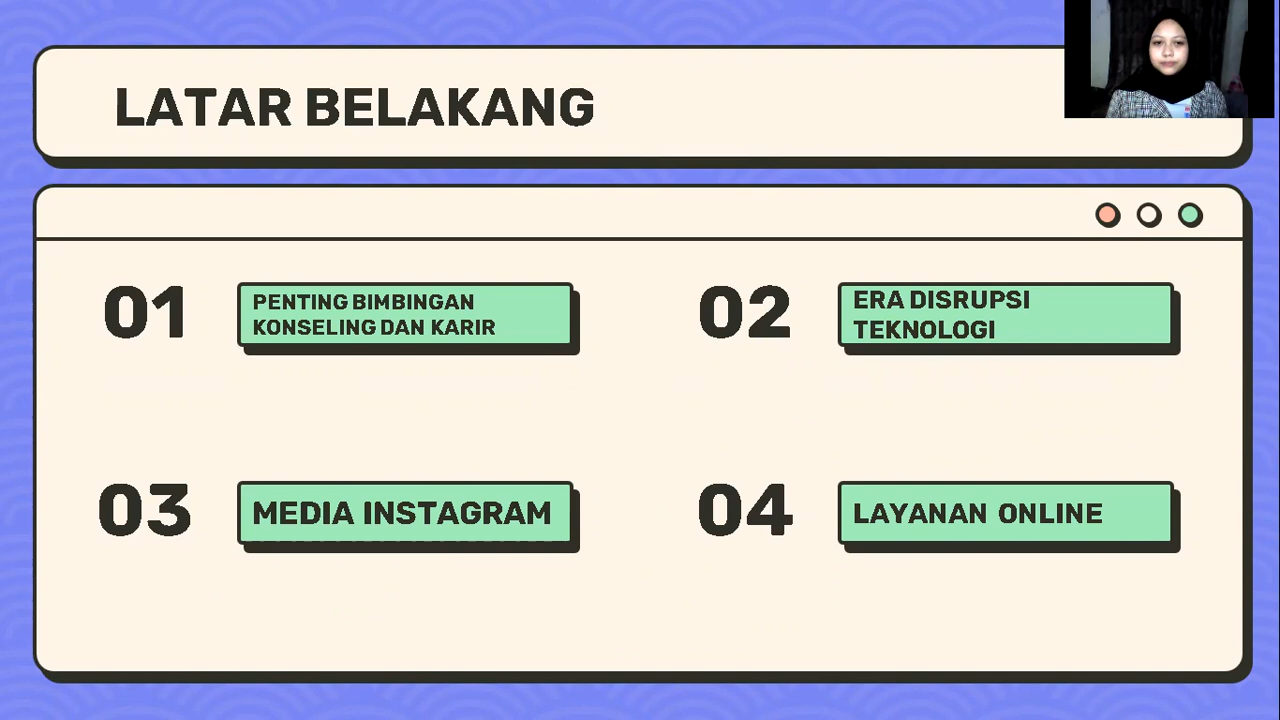 LATAR BELAKANG
01
PENTING BIMBINGAN
KONSELING DAN KARIR
02
ERA DISRUPSI
TEKNOLOGI
03
MEDIA INSTAGRAM
04
LAYANAN ONLINE